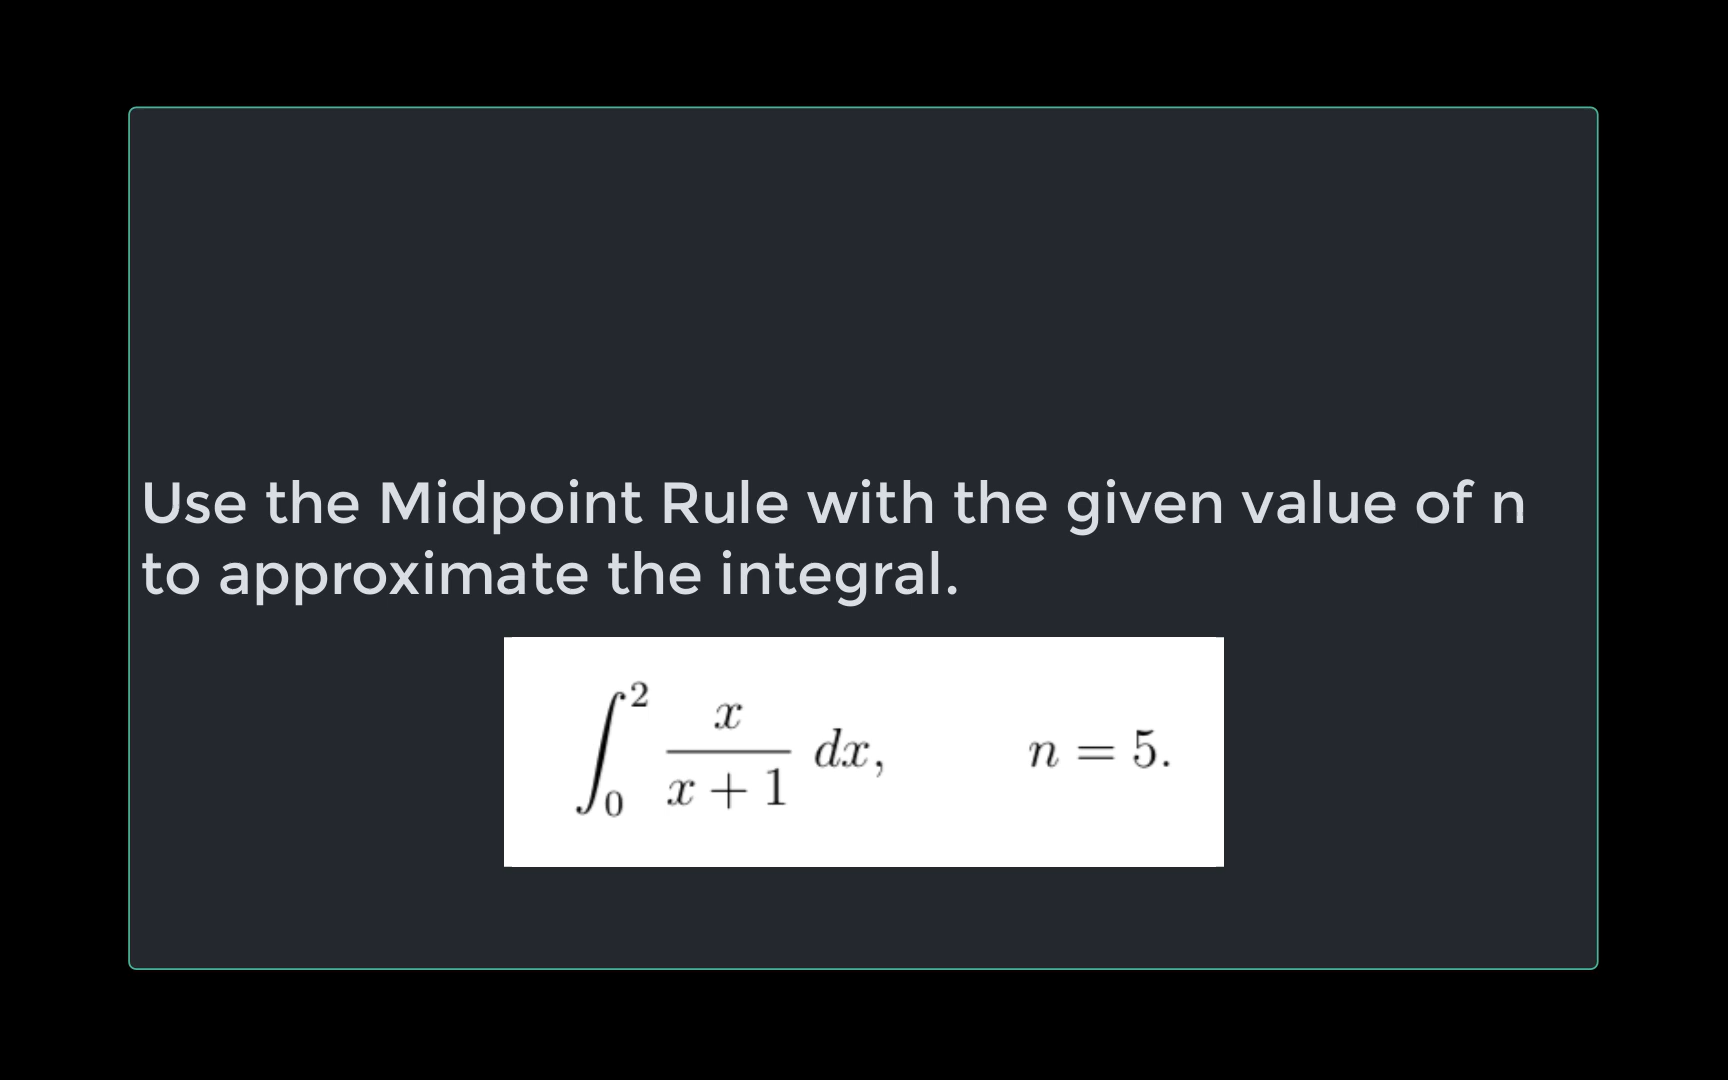 Use the Midpoint Rule with the given value of n
to approximate the integral.
∫₀² x/(x + 1) dx, n = 5.